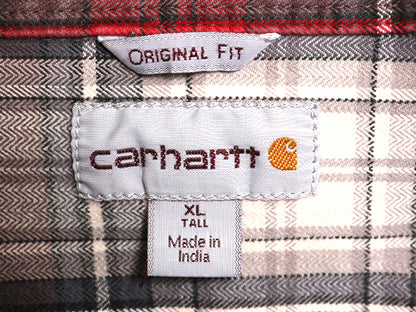 ORIGINAL FIT
carhartt
XL
TALL
Made in
India